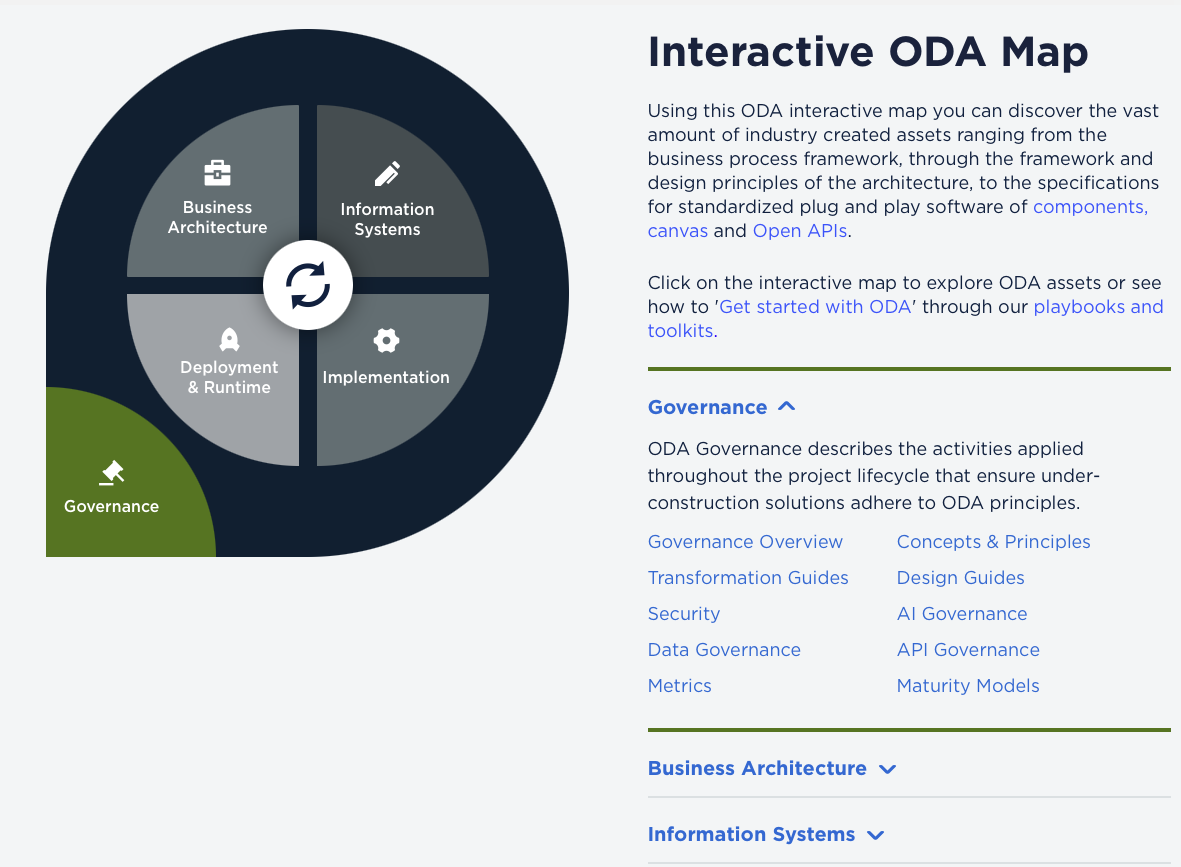 Business
Architecture
Information
Systems
Deployment
& Runtime
Implementation
Governance
Interactive ODA Map
Using this ODA interactive map you can discover the vast
amount of industry created assets ranging from the
business process framework, through the framework and
design principles of the architecture, to the specifications
for standardized plug and play software of components,
canvas and Open APIs.
Click on the interactive map to explore ODA assets or see
how to 'Get started with ODA' through our playbooks and
toolkits.
Governance
ODA Governance describes the activities applied
throughout the project lifecycle that ensure under-
construction solutions adhere to ODA principles.
Governance Overview
Concepts & Principles
Transformation Guides
Design Guides
Security
AI Governance
Data Governance
API Governance
Metrics
Maturity Models
Business Architecture
Information Systems